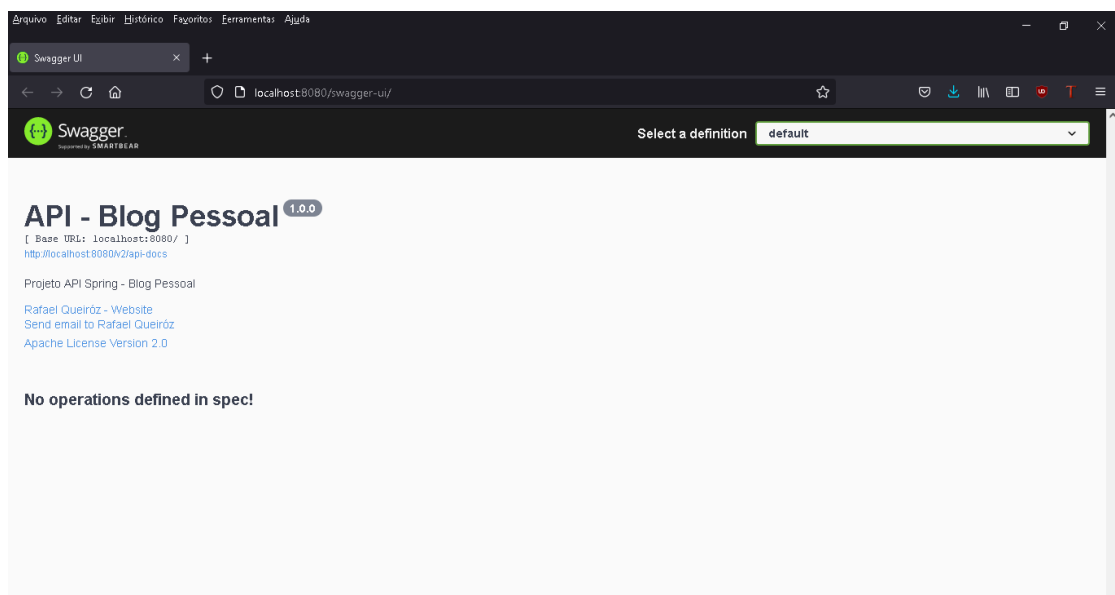 Arquivo Editar Exibir Histórico Favoritos Ferramentas Ajuda
Swagger UI
localhost:8080/swagger-ui/
Swagger.
Supported by SMARTBEAR
Select a definition default
API - Blog Pessoal 1.0.0
[ Base URL: localhost:8080/ ]
http://localhost:8080/v2/api-docs
Projeto API Spring - Blog Pessoal
Rafael Queiróz - Website
Send email to Rafael Queiróz
Apache License Version 2.0
No operations defined in spec!